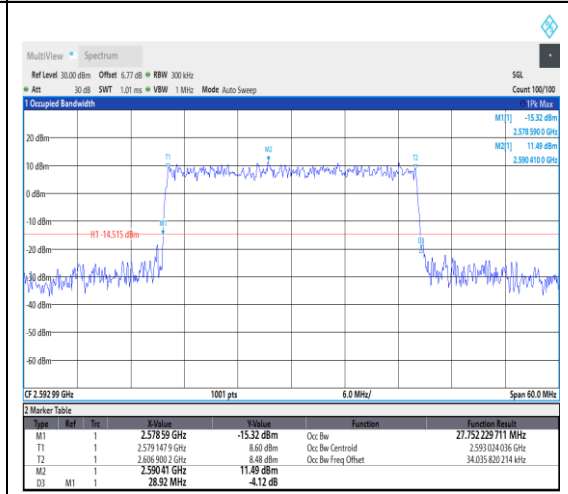 MultiView Spectrum
Ref Level 30.00 dBm Offset 6.77 dB RBW 300 kHz SGL
Att 30 dB SWT 1.01 ms VBW 1 MHz Mode Auto Sweep Count 100/100
1 Occupied Bandwidth 1Pk Max
M1[1] -15.32 dBm
2.578 590 0 GHz
M2[1] 11.49 dBm
2.590 410 0 GHz
20 dBm
M2
T1 T2
10 dBm
0 dBm
-10 dBm
M1
H1 -14.515 dBm
D3
-20 dBm
-30 dBm
-40 dBm
-50 dBm
-60 dBm
CF 2.592 99 GHz 1001 pts 6.0 MHz/ Span 60.0 MHz
2 Marker Table
Type Ref Trc X-Value Y-Value Function Function Result
M1 1 2.578 59 GHz -15.32 dBm Occ Bw 27.752 229 711 MHz
T1 1 2.579 147 9 GHz 8.60 dBm Occ Bw Centroid 2.593 024 036 GHz
T2 1 2.606 900 2 GHz 8.48 dBm Occ Bw Freq Offset 34.035 820 214 kHz
M2 1 2.590 41 GHz 11.49 dBm
D3 M1 1 28.92 MHz -4.12 dB